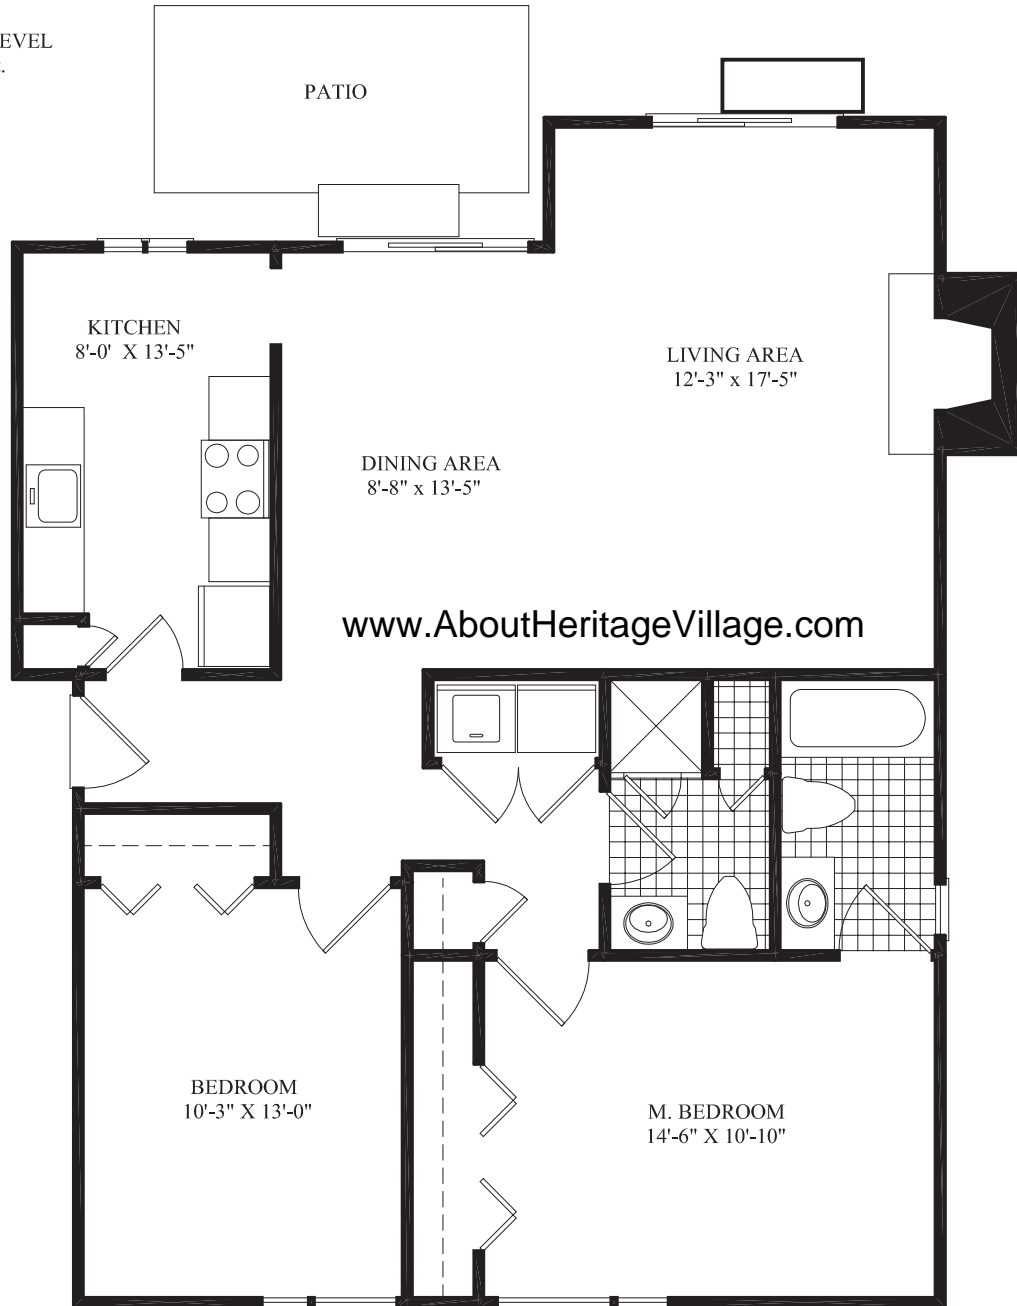 EVEL
.
PATIO
KITCHEN
8'-0' X 13'-5"
LIVING AREA
12'-3" x 17'-5"
DINING AREA
8'-8" x 13'-5"
www.AboutHeritageVillage.com
BEDROOM
10'-3" X 13'-0"
M. BEDROOM
14'-6" X 10'-10"